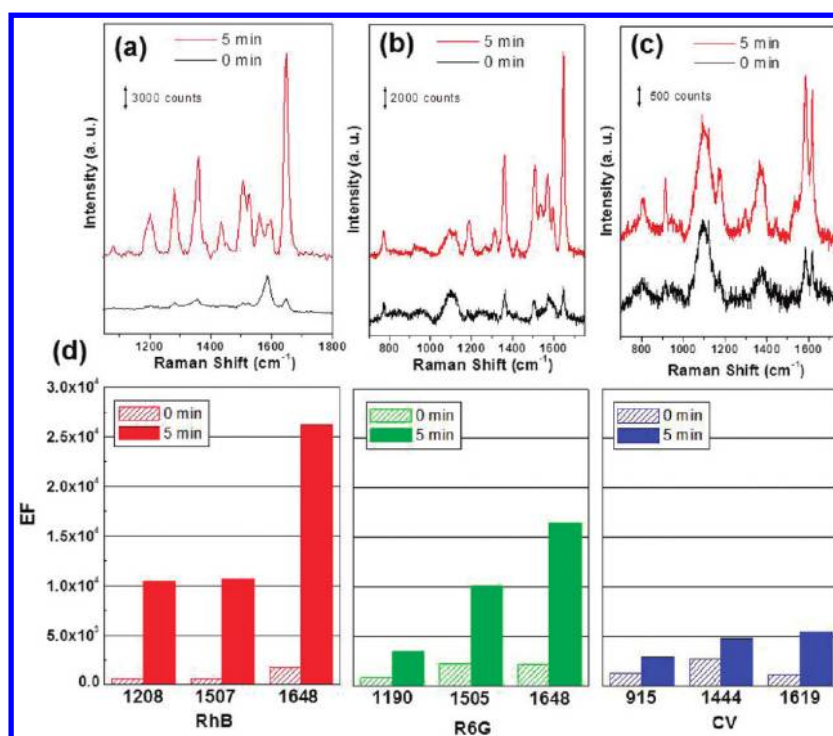 (a)
5 min
0 min
3000 counts
Intensity (a. u.)
1200 1400 1600 1800
Raman Shift (cm⁻¹)
(b)
5 min
0 min
2000 counts
Intensity (a. u.)
800 1000 1200 1400 1600
Raman Shift (cm⁻¹)
(c)
5 min
0 min
500 counts
Intensity (a. u.)
800 1000 1200 1400 1600
Raman Shift (cm⁻¹)
(d)
EF
3.0x10⁴
2.5x10⁴
2.0x10⁴
1.5x10⁴
1.0x10⁴
5.0x10³
0.0
0 min
5 min
1208 1507 1648
RhB
0 min
5 min
1190 1505 1648
R6G
0 min
5 min
915 1444 1619
CV